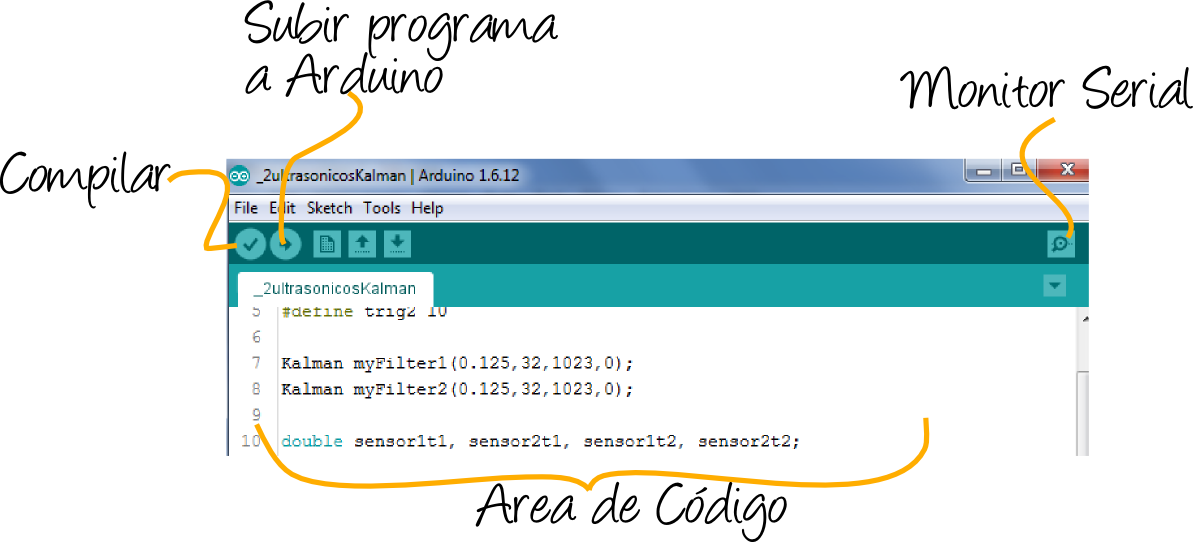 Subir programa
a Arduino
Monitor Serial
Compilar
_2ultrasonicosKalman | Arduino 1.6.12
File Edit Sketch Tools Help
_2ultrasonicosKalman
5 #define trig2 10
6
7 Kalman myFilter1(0.125,32,1023,0);
8 Kalman myFilter2(0.125,32,1023,0);
9
10 double sensor1t1, sensor2t1, sensor1t2, sensor2t2;
Area de Código